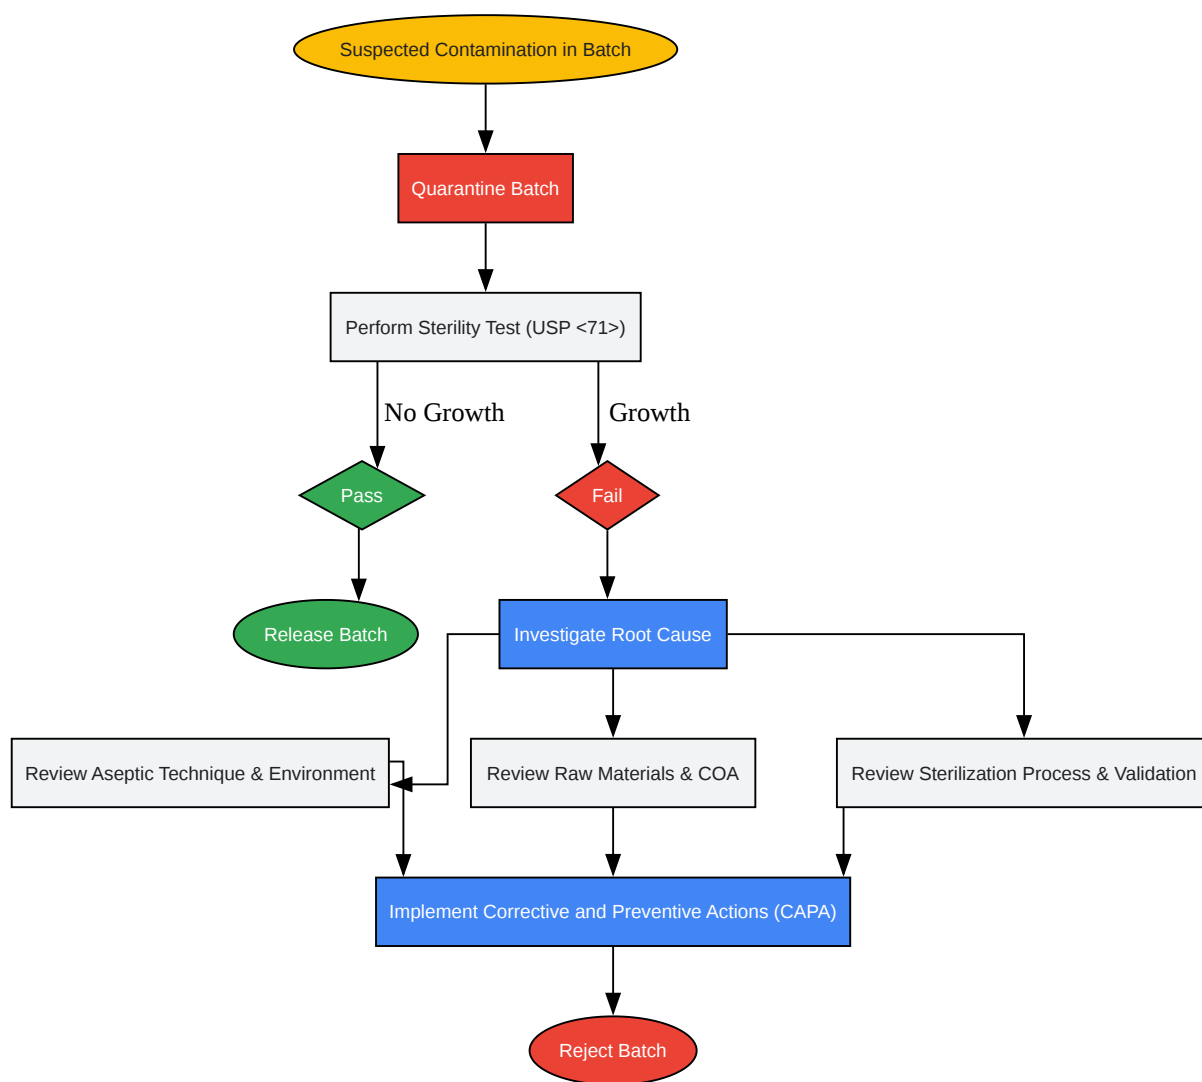 Suspected Contamination in Batch
Quarantine Batch
Perform Sterility Test (USP <71>)
No Growth
Growth
Pass
Fail
Release Batch
Investigate Root Cause
Review Aseptic Technique & Environment
Review Raw Materials & COA
Review Sterilization Process & Validation
Implement Corrective and Preventive Actions (CAPA)
Reject Batch